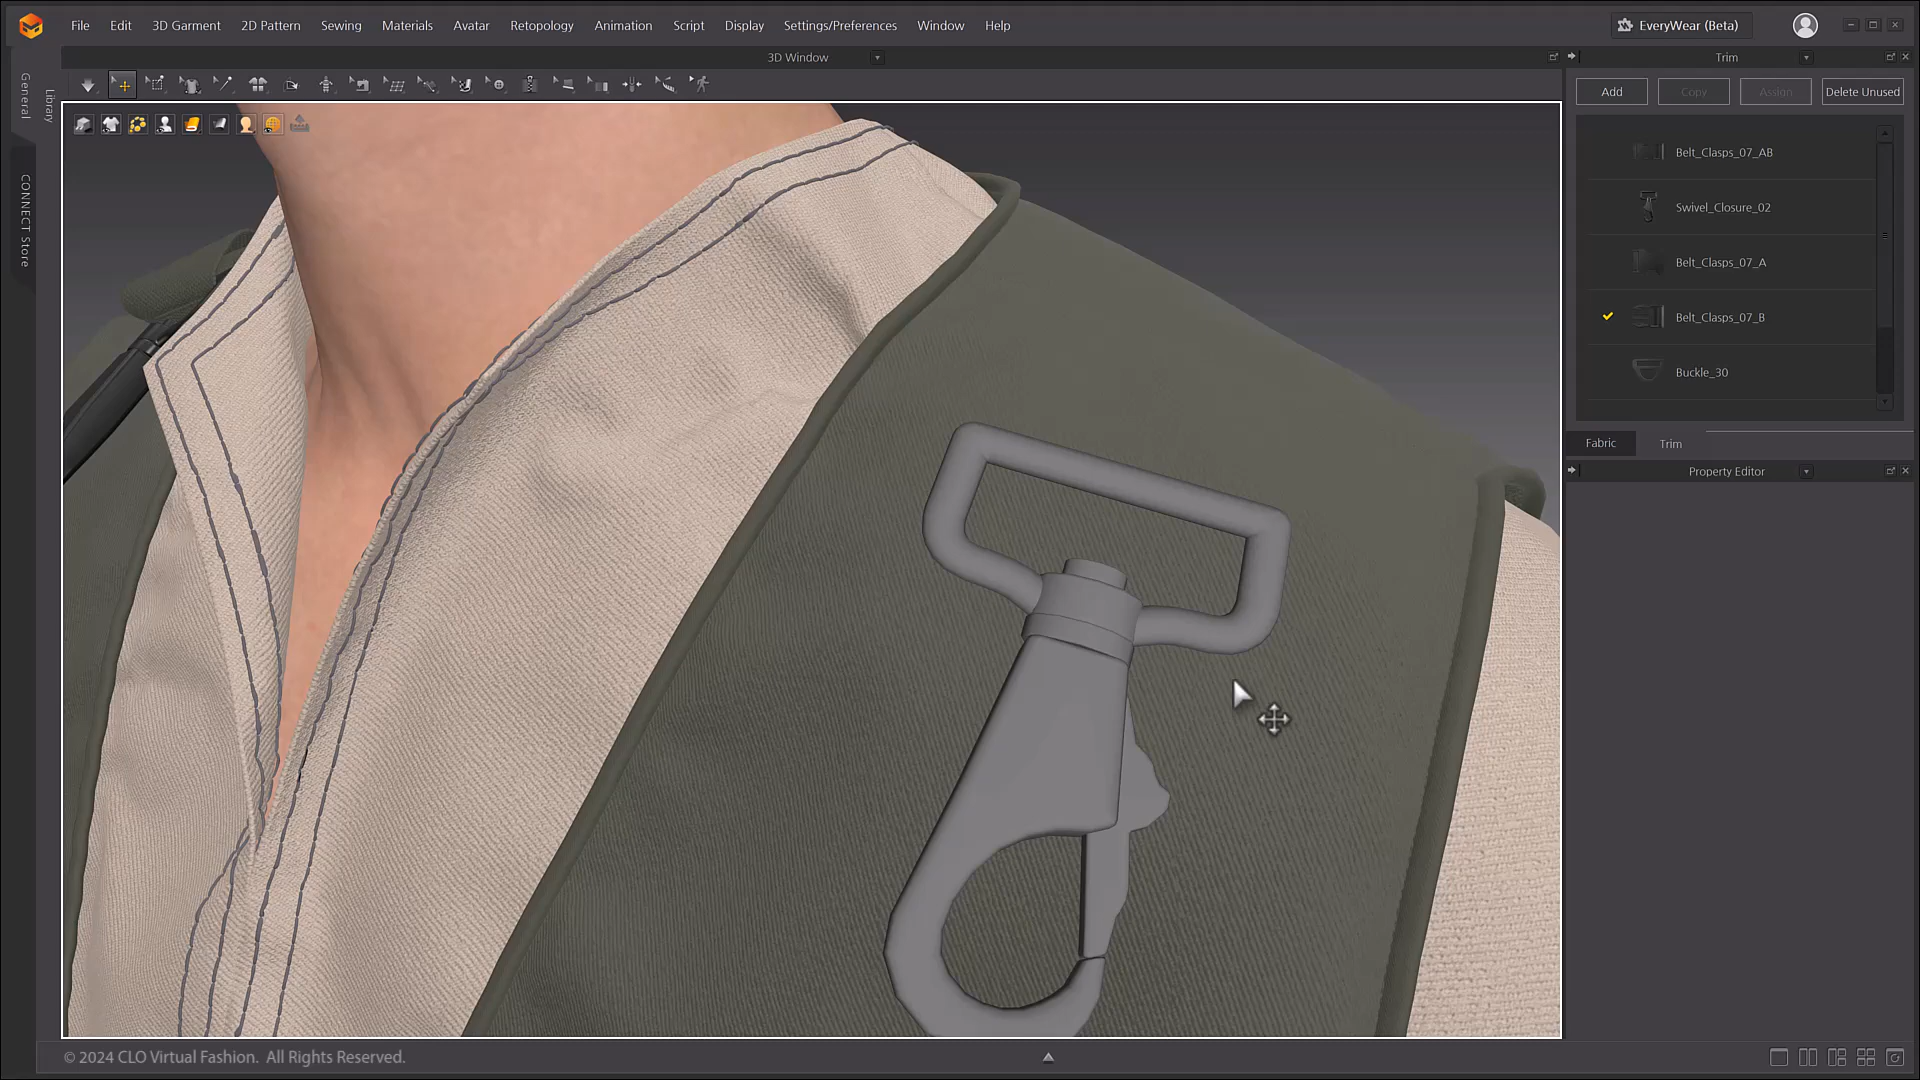 File Edit 3D Garment 2D Pattern Sewing Materials Avatar Retopology Animation Script Display Settings/Preferences Window Help
EveryWear (Beta)
3D Window
Trim
General
Library
CONNECT Store
Add Copy Assign Delete Unused
Belt_Clasps_07_AB
Swivel_Closure_02
Belt_Clasps_07_A
Belt_Clasps_07_B
Buckle_30
Fabric Trim
Property Editor
© 2024 CLO Virtual Fashion. All Rights Reserved.